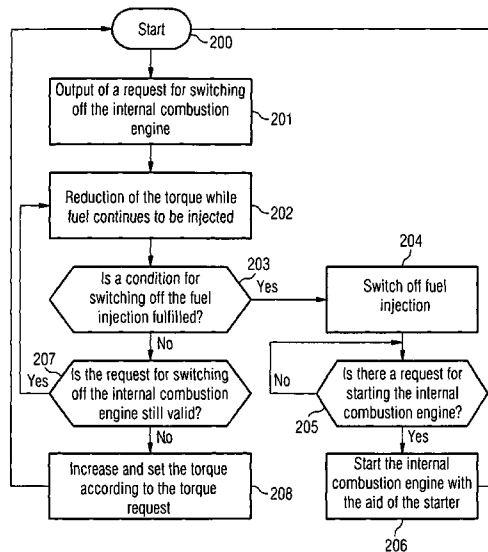 Start
200
Output of a request for switching
off the internal combustion
engine
201
Reduction of the torque while
fuel continues to be injected
202
203
Is a condition for
switching off the fuel
injection fulfilled?
Yes
No
204
Switch off fuel
injection
207
Yes
Is the request for switching
off the internal combustion
engine still valid?
No
No
Is there a request for
starting the internal
combustion engine?
205
Yes
Increase and set the torque
according to the torque
request
208
Start the internal
combustion engine with
the aid of the starter
206